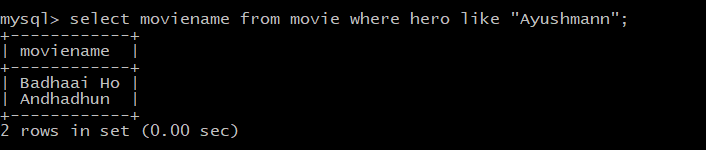 mysql> select moviename from movie where hero like "Ayushmann";
+------------+
| moviename  |
+------------+
| Badhaai Ho |
| Andhadhun  |
+------------+
2 rows in set (0.00 sec)